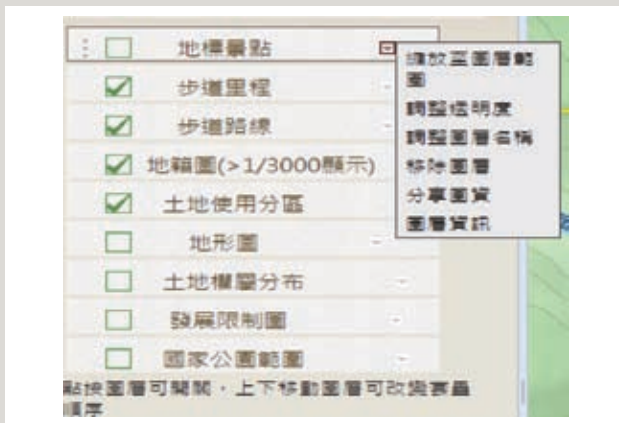 地標景點
步道里程
步道路線
地籍圖(>1/3000顯示)
土地使用分區
地形圖
土地權屬分布
發展限制圖
國家公園範圍
點按圖層可開關，上下移動圖層可改變套疊
順序
縮放至圖層範
圍
調整透明度
調整圖層名稱
移除圖層
分享圖資
圖層資訊